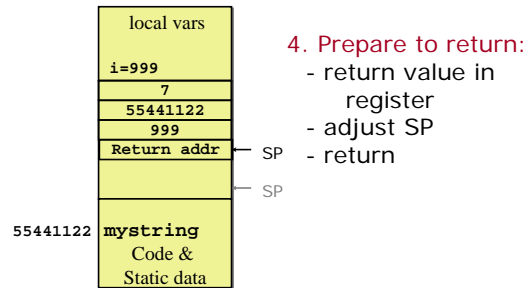 local vars
i=999
7
55441122
999
Return addr
SP
SP
55441122
mystring
Code &
Static data
4. Prepare to return:
- return value in
register
- adjust SP
- return